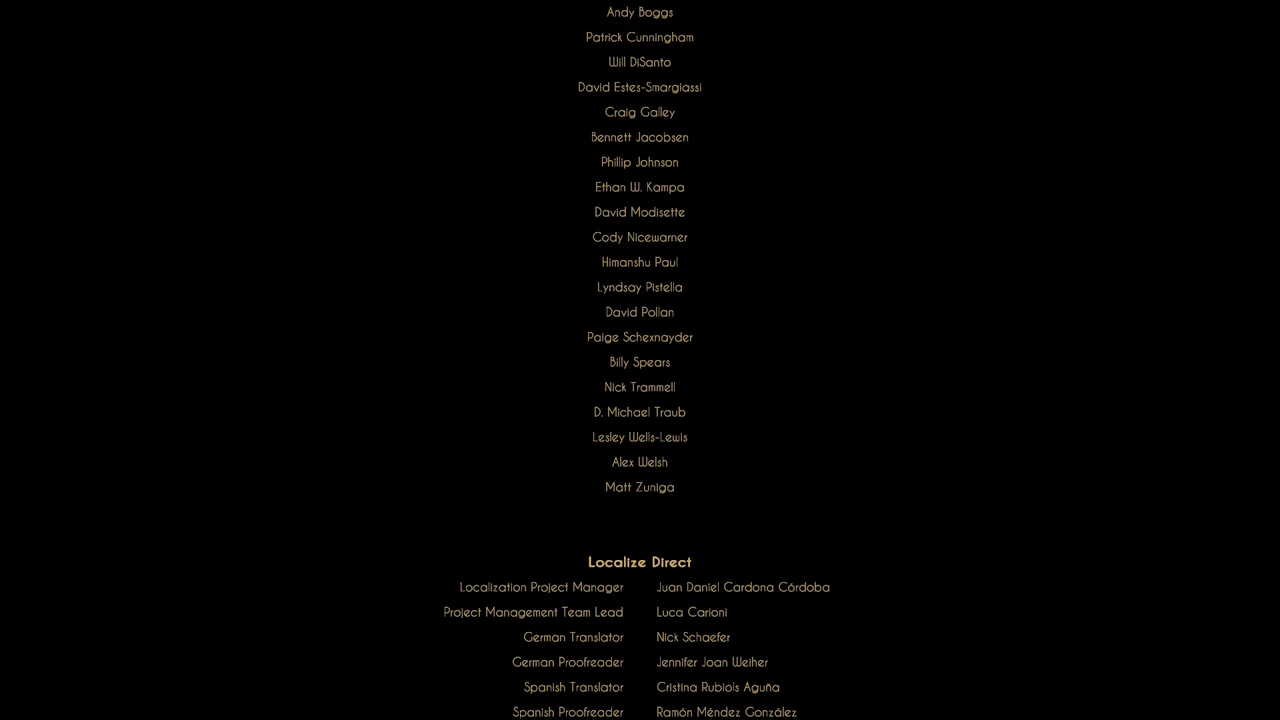 Andy Boggs
Patrick Cunningham
Will DiSanto
David Estes-Smargiassi
Craig Galley
Bennett Jacobsen
Phillip Johnson
Ethan W. Kampa
David Modisette
Cody Nicewarner
Himanshu Paul
Lyndsay Pistella
David Pollan
Paige Schexnayder
Billy Spears
Nick Trammell
D. Michael Traub
Lesley Wells-Lewis
Alex Welsh
Matt Zuniga
Localize Direct
Localization Project Manager Juan Daniel Cardona Córdoba
Project Management Team Lead Luca Carioni
German Translator Nick Schaefer
German Proofreader Jennifer Joan Weiher
Spanish Translator Cristina Rubiols Aguña
Spanish Proofreader Ramón Méndez González